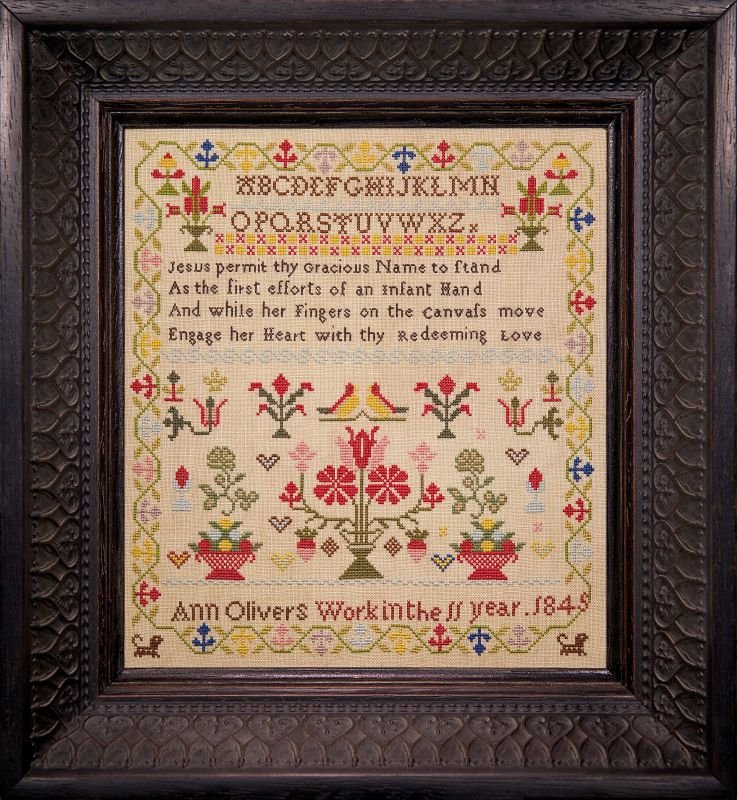 ABCDEFGHIJKLMN
OPQRSTUVWXZ
Jesus permit thy Gracious Name to ſtand
As the first efforts of an Infant Hand
And while her Fingers on the Canvaſs move
Engage her Heart with thy Redeeming Love
Ann Olivers Work in the 11 year. 1845